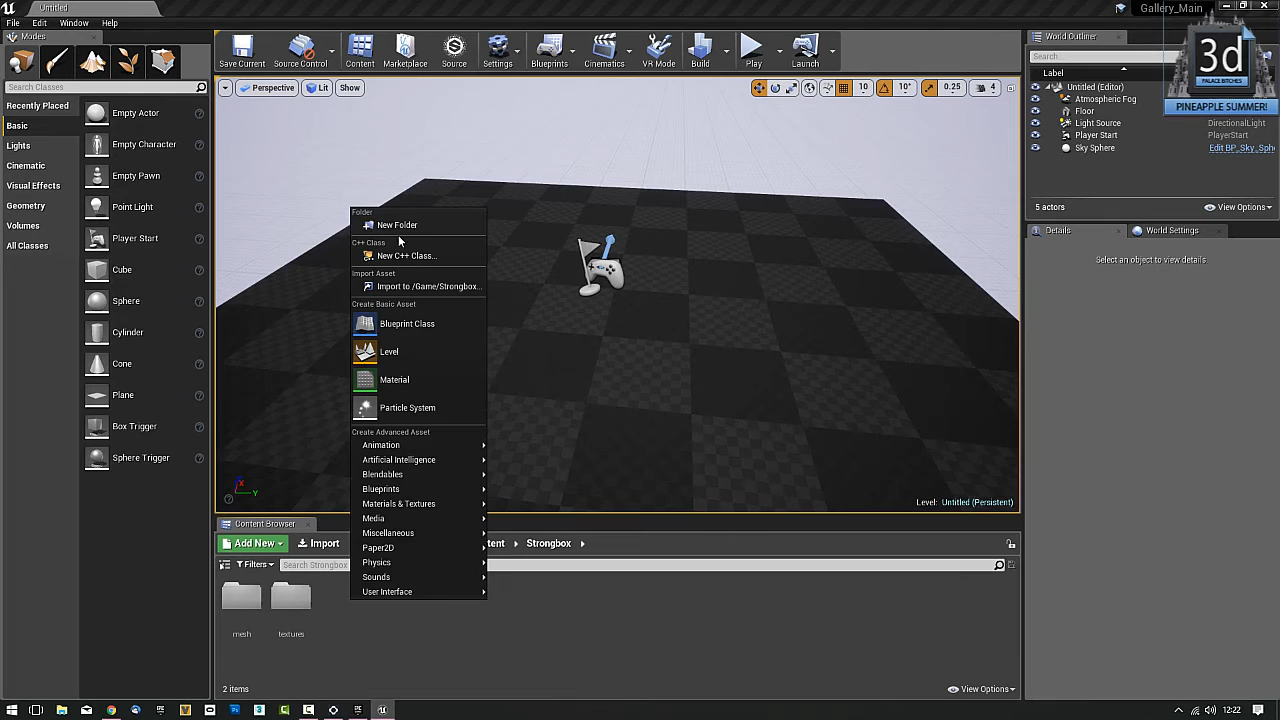 Untitled
Gallery_Main
File Edit Window Help
Modes
Search Classes
Recently Placed
Basic
Lights
Cinematic
Visual Effects
Geometry
Volumes
All Classes
Empty Actor
Empty Character
Empty Pawn
Point Light
Player Start
Cube
Sphere
Cylinder
Cone
Plane
Box Trigger
Sphere Trigger
Save Current
Source Control
Content
Marketplace
Source
Settings
Blueprints
Cinematics
VR Mode
Build
Play
Launch
Perspective
Lit
Show
10
10°
0.25
4
Folder
New Folder
C++ Class
New C++ Class...
Import Asset
Import to /Game/Strongbox...
Create Basic Asset
Blueprint Class
Level
Material
Particle System
Create Advanced Asset
Animation
Artificial Intelligence
Blendables
Blueprints
Materials & Textures
Media
Miscellaneous
Paper2D
Physics
Sounds
User Interface
X
Y
Level: Untitled (Persistent)
Content Browser
Add New
Import
tent
Strongbox
Filters
Search Strongbox
mesh
textures
2 items
View Options
World Outliner
Search
Label
Untitled (Editor)
Atmospheric Fog
Floor
Light Source DirectionalLight
Player Start PlayerStart
Sky Sphere Edit BP_Sky_Sph
5 actors
View Options
Details
World Settings
Select an object to view details
3d
PALACE BITCHES
PINEAPPLE SUMMER!
12:22